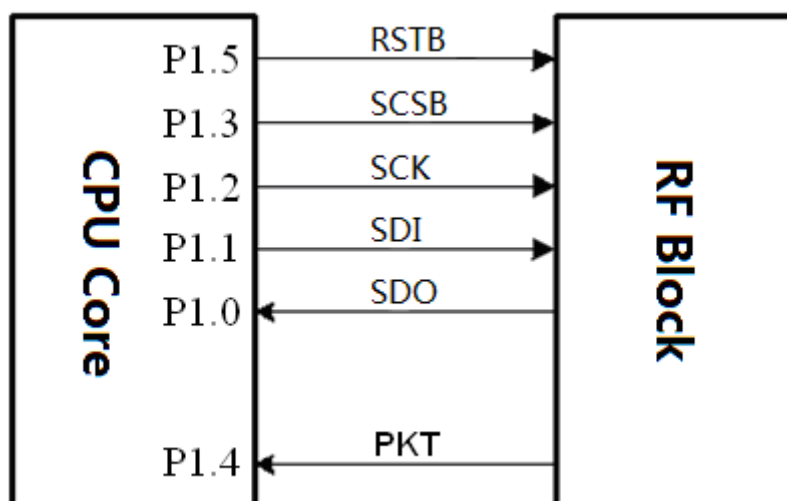 P1.5 RSTB
P1.3 SCSB
P1.2 SCK
P1.1 SDI
P1.0 SDO
P1.4 PKT
CPU Core
RF Block